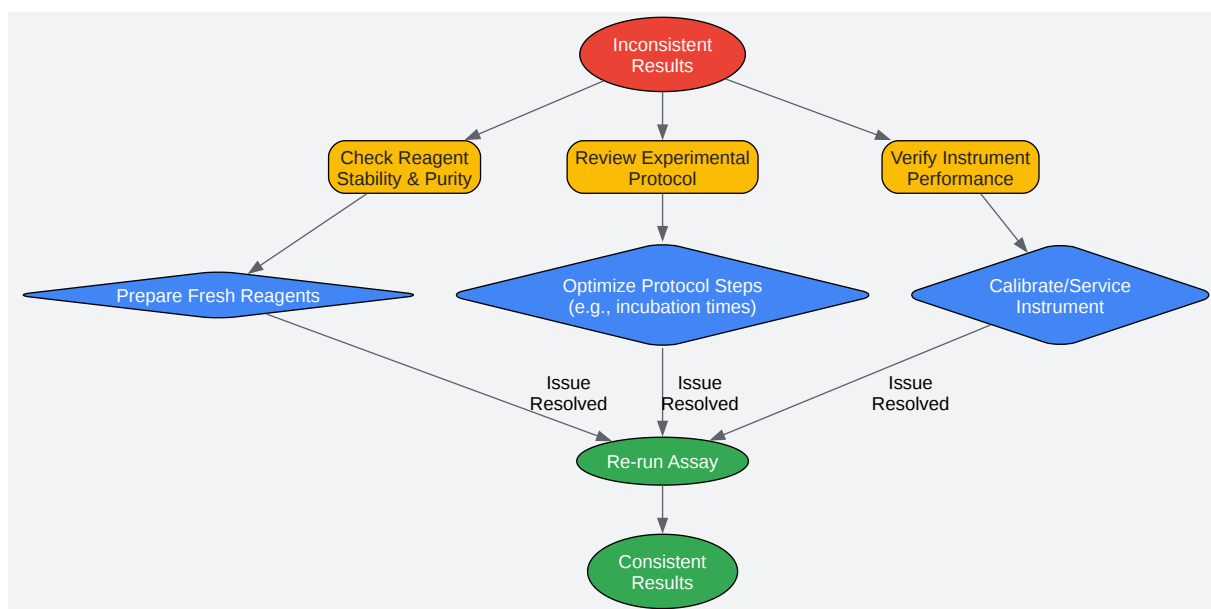 Inconsistent
Results
Check Reagent
Stability & Purity
Review Experimental
Protocol
Verify Instrument
Performance
Prepare Fresh Reagents
Optimize Protocol Steps
(e.g., incubation times)
Calibrate/Service
Instrument
Issue
Resolved
Issue
Resolved
Issue
Resolved
Re-run Assay
Consistent
Results